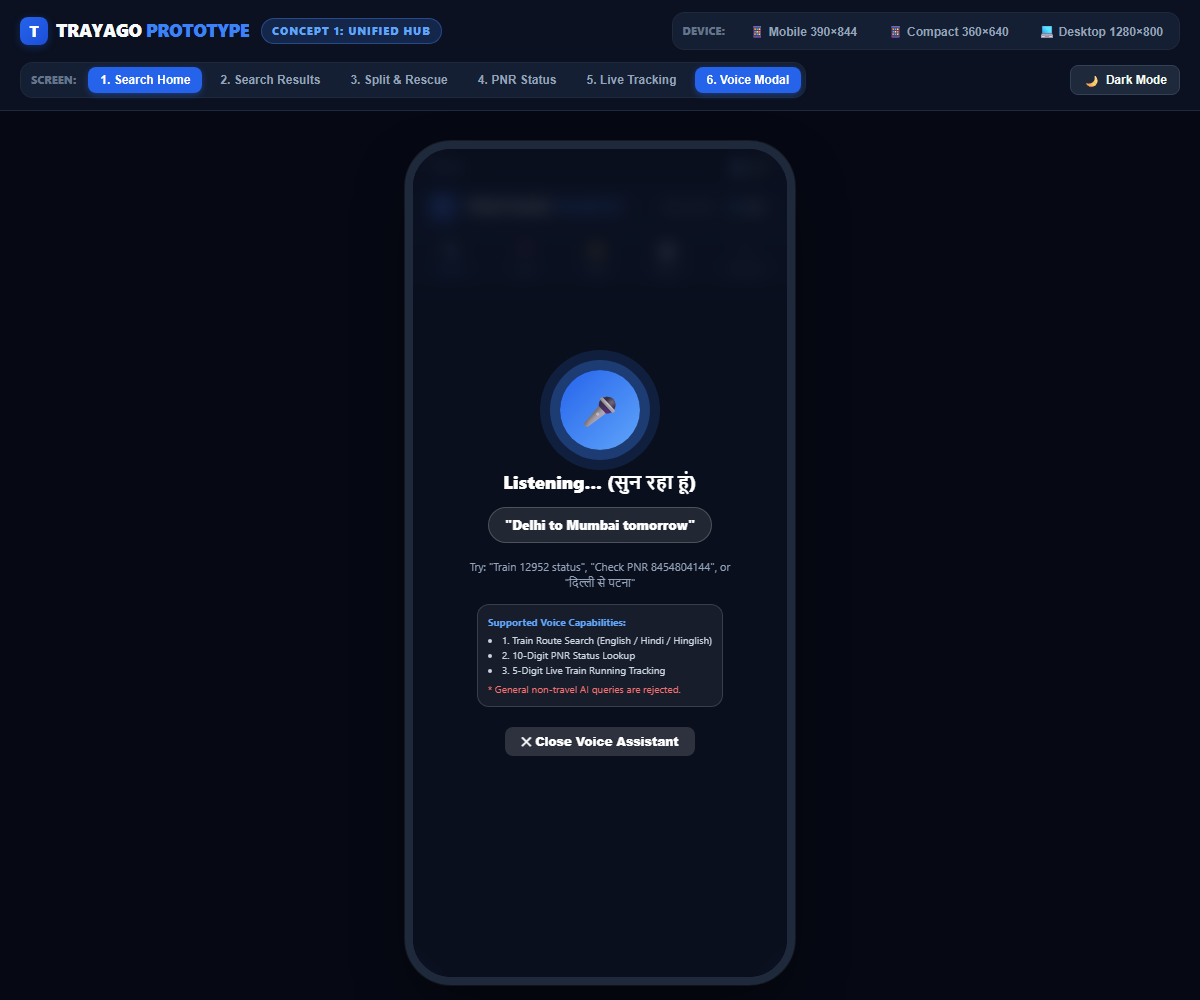 T TRAYAGO PROTOTYPE CONCEPT 1: UNIFIED HUB
DEVICE: Mobile 390×844 Compact 360×640 Desktop 1280×800
SCREEN: 1. Search Home 2. Search Results 3. Split & Rescue 4. PNR Status 5. Live Tracking 6. Voice Modal
Dark Mode
Listening... (सुन रहा हूं)
"Delhi to Mumbai tomorrow"
Try: "Train 12952 status", "Check PNR 8454804144", or
"दिल्ली से पटना"
Supported Voice Capabilities:
• 1. Train Route Search (English / Hindi / Hinglish)
• 2. 10-Digit PNR Status Lookup
• 3. 5-Digit Live Train Running Tracking
* General non-travel AI queries are rejected.
✕ Close Voice Assistant